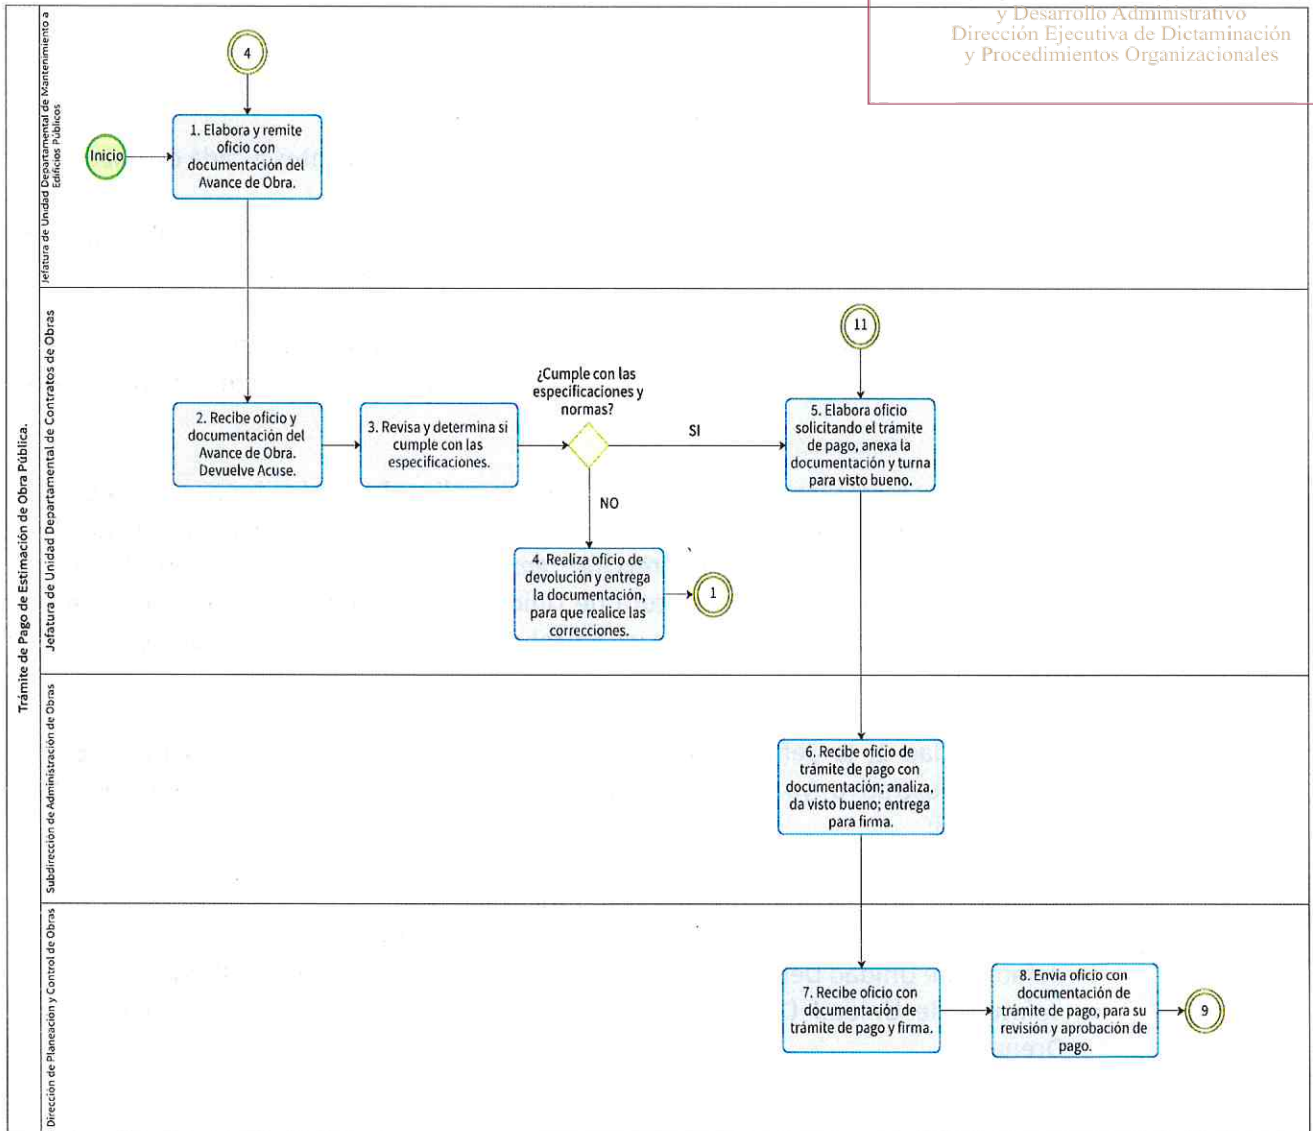 y Desarrollo Administrativo
Dirección Ejecutiva de Dictaminación
y Procedimientos Organizacionales
Trámite de Pago de Estimación de Obra Pública.
Jefatura de Unidad Departamental de Mantenimiento a
Edificios Públicos
4
Inicio
1. Elabora y remite
oficio con
documentación del
Avance de Obra.
Jefatura de Unidad Departamental de Contratos de Obras
2. Recibe oficio y
documentación del
Avance de Obra.
Devuelve Acuse.
3. Revisa y determina si
cumple con las
especificaciones.
¿Cumple con las
especificaciones y
normas?
SI
NO
4. Realiza oficio de
devolución y entrega
la documentación,
para que realice las
correcciones.
1
11
5. Elabora oficio
solicitando el trámite
de pago, anexa la
documentación y turna
para visto bueno.
Subdirección de Administración de Obras
6. Recibe oficio de
trámite de pago con
documentación; analiza,
da visto bueno; entrega
para firma.
Dirección de Planeación y Control de Obras
7. Recibe oficio con
documentación de
trámite de pago y firma.
8. Envia oficio con
documentación de
trámite de pago, para su
revisión y aprobación de
pago.
9